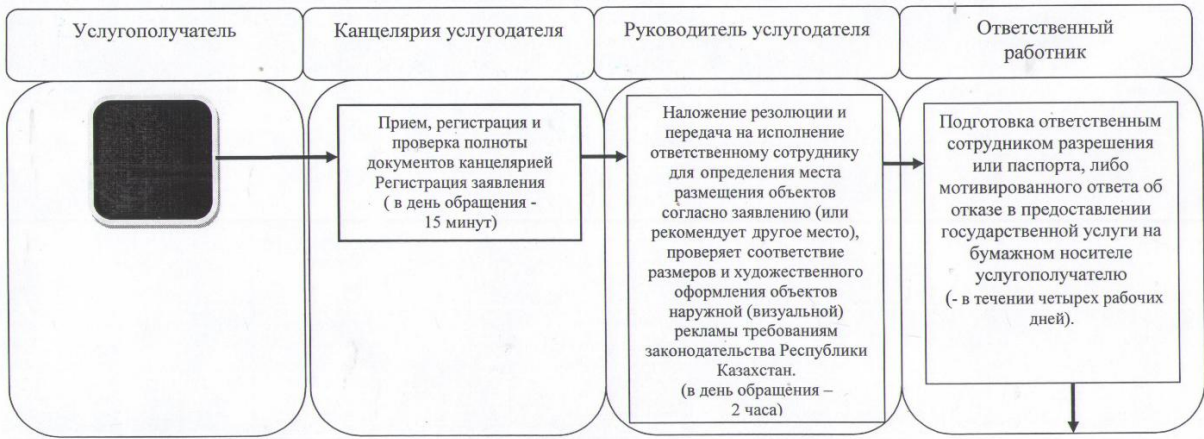 Услугополучатель
Канцелярия услугодателя
Руководитель услугодателя
Ответственный
работник
Прием, регистрация и
проверка полноты
документов канцелярией
Регистрация заявления
( в день обращения -
15 минут)
Наложение резолюции и
передача на исполнение
ответственному сотруднику
для определения места
размещения объектов
согласно заявлению (или
рекомендует другое место),
проверяет соответствие
размеров и художественного
оформления объектов
наружной (визуальной)
рекламы требованиям
законодательства Республики
Казахстан.
(в день обращения –
2 часа)
Подготовка ответственным
сотрудником разрешения
или паспорта, либо
мотивированного ответа об
отказе в предоставлении
государственной услуги на
бумажном носителе
услугополучателю
(- в течении четырех рабочих
дней).